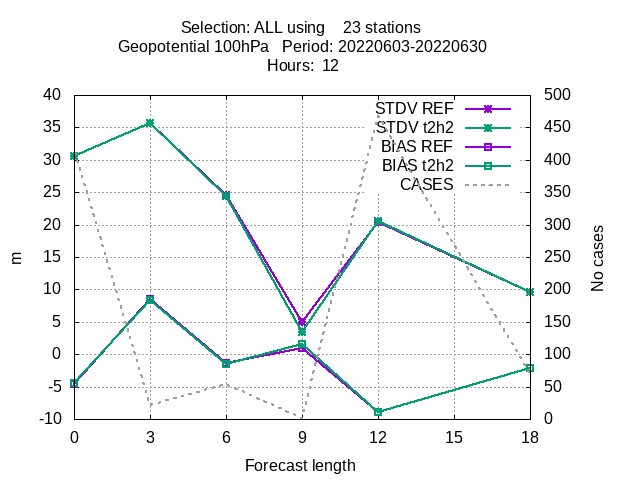 Selection: ALL using    23 stations
Geopotential 100hPa   Period: 20220603-20220630
Hours:  12
40
35
30
25
20
15
10
5
0
-5
-10
m
500
450
400
350
300
250
200
150
100
50
0
No cases
STDV REF
STDV t2h2
BIAS REF
BIAS t2h2
CASES
0 3 6 9 12 15 18
Forecast length